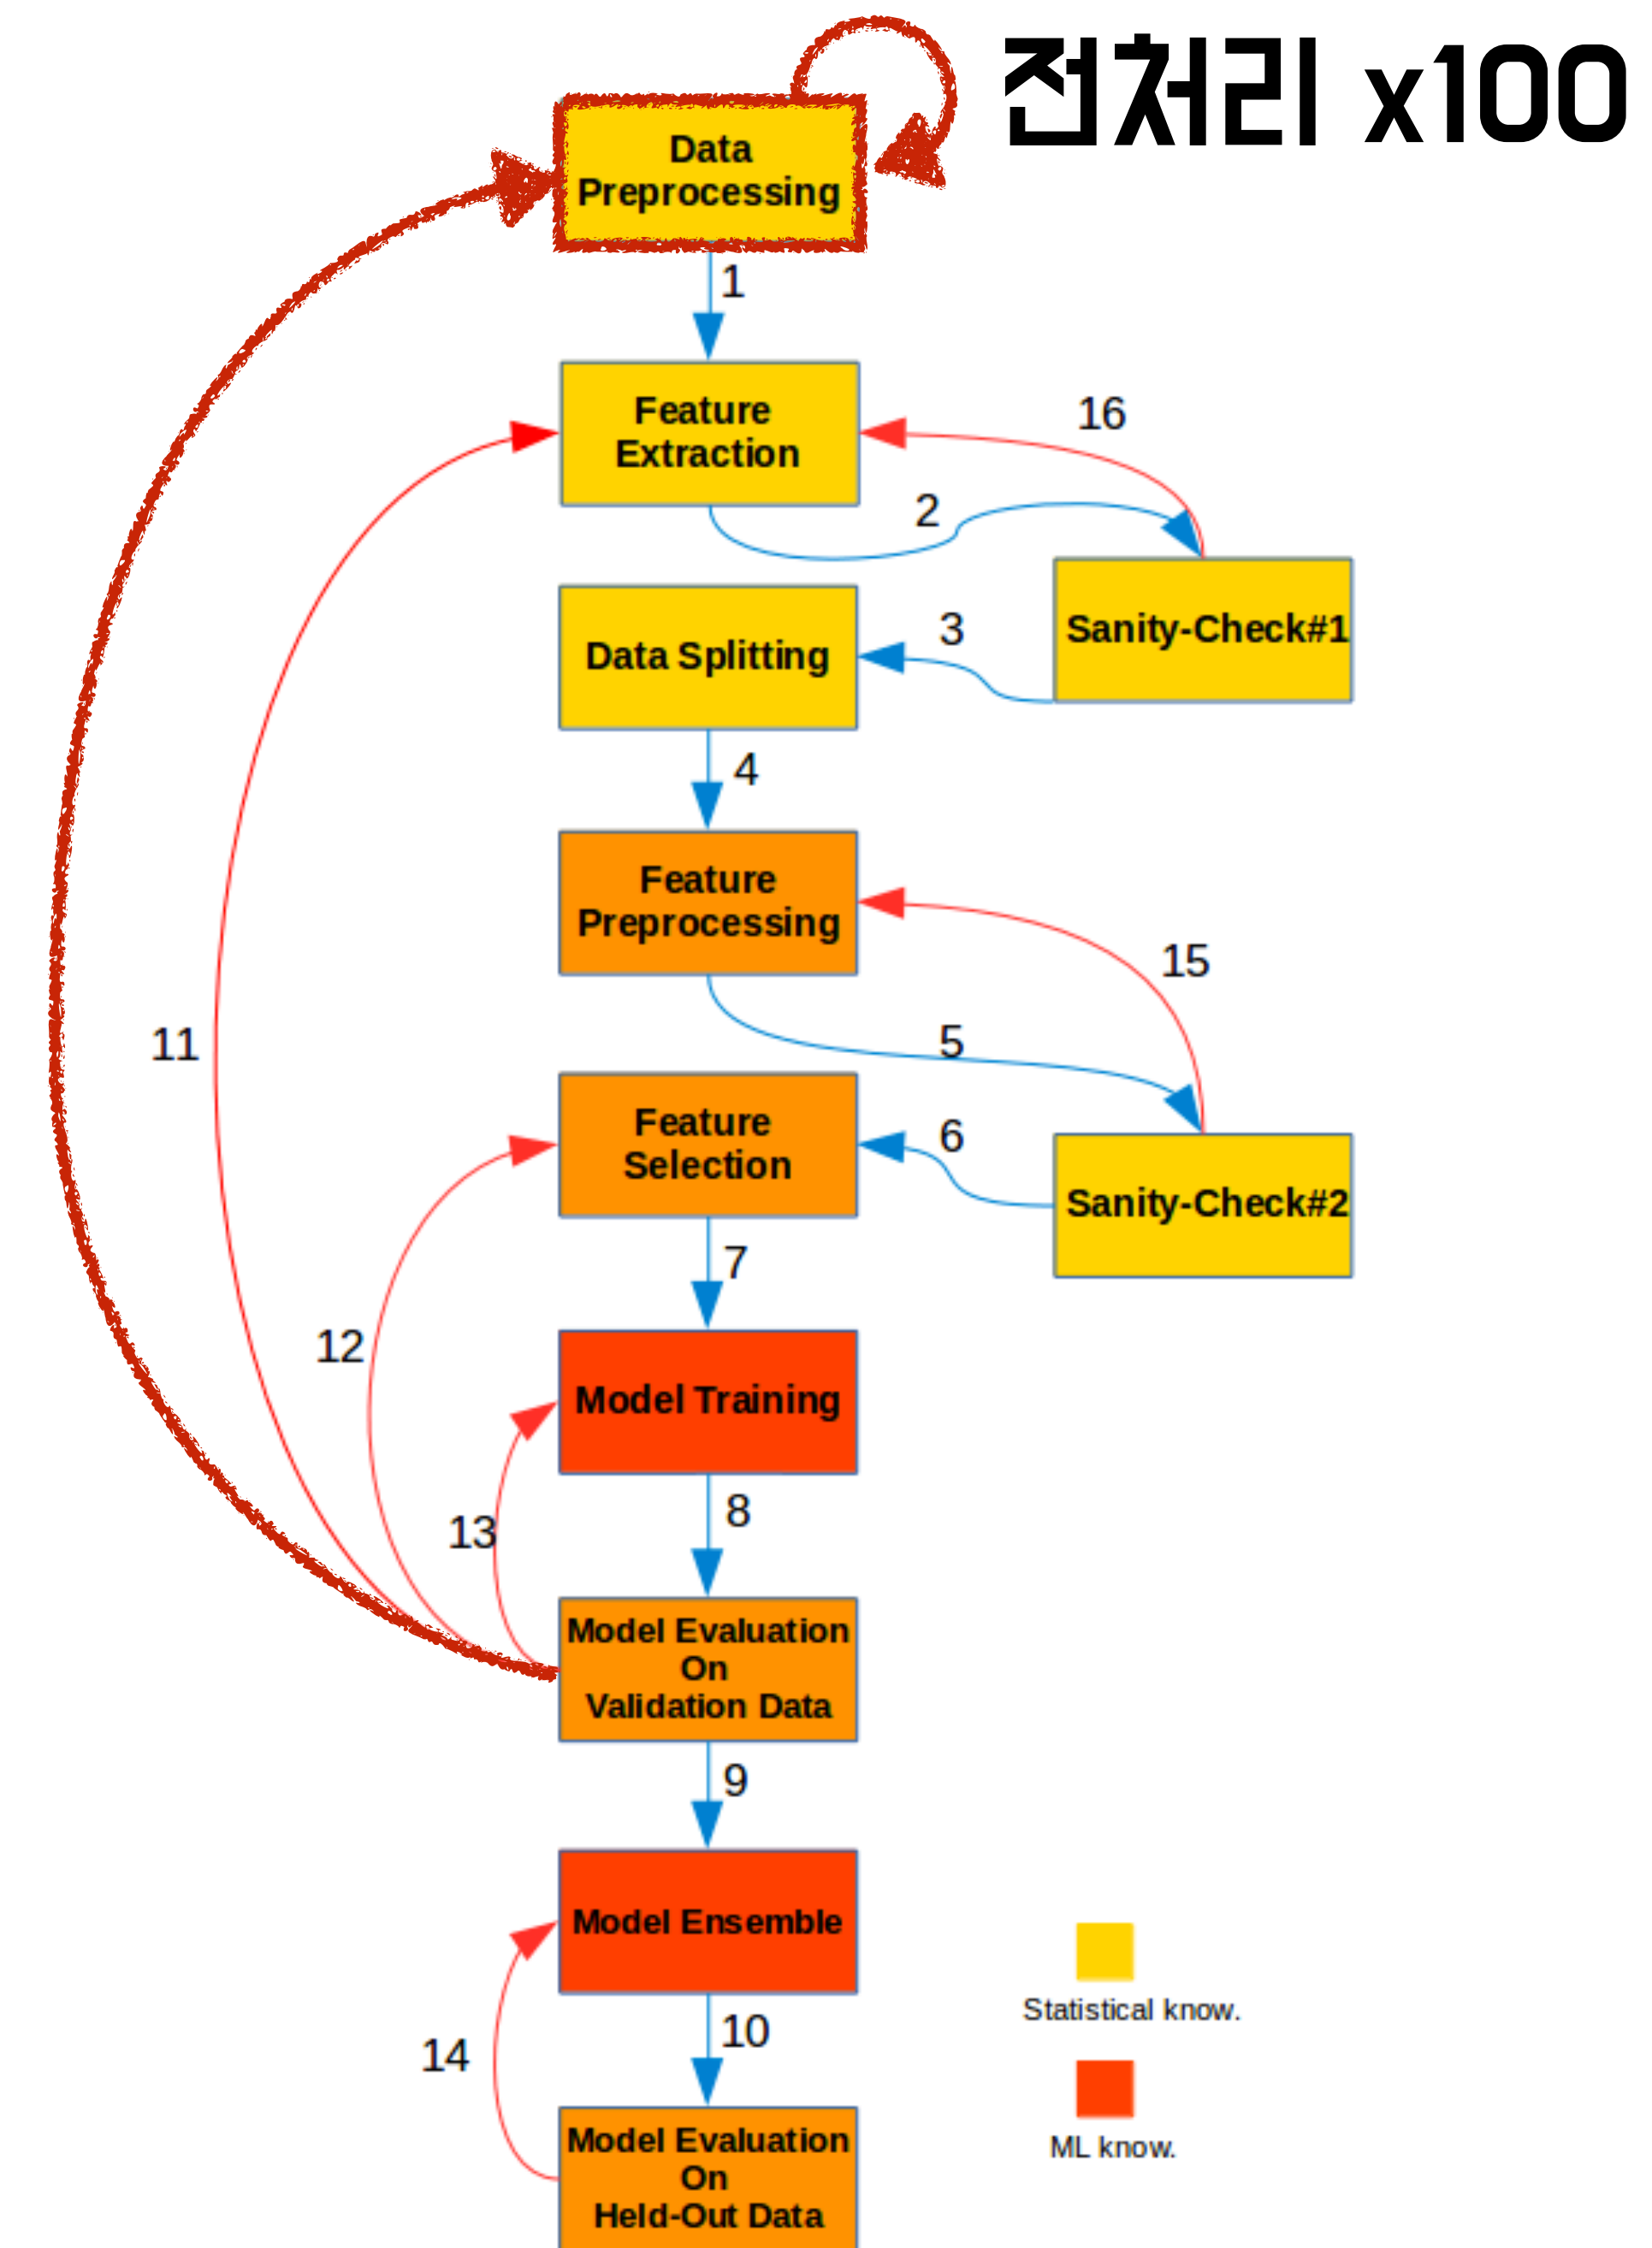 전처리 x100
Data
Preprocessing
1
Feature
Extraction
16
2
Sanity-Check#1
3
Data Splitting
4
Feature
Preprocessing
15
5
11
Feature
Selection
6
Sanity-Check#2
7
12
Model Training
8
13
Model Evaluation
On
Validation Data
9
Model Ensemble
10
14
Model Evaluation
On
Held-Out Data
Statistical know.
ML know.